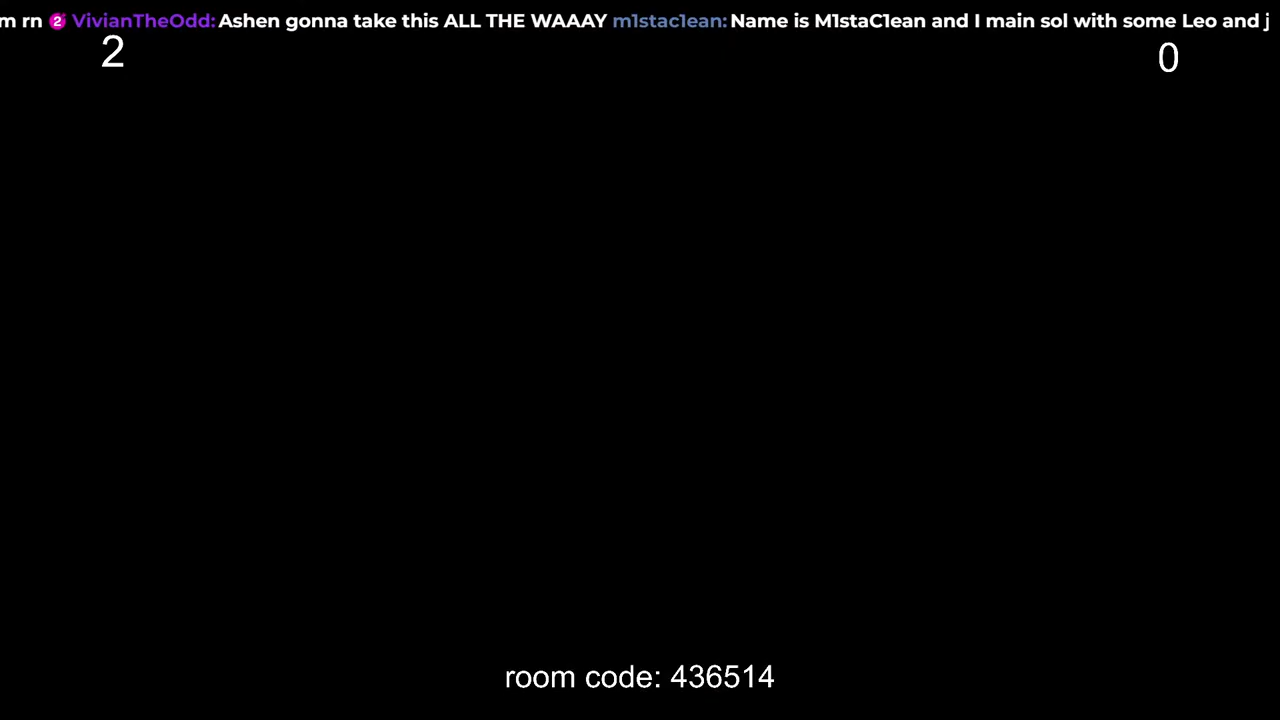 m rn 2 VivianTheOdd: Ashen gonna take this ALL THE WAAAY m1stac1ean: Name is M1staC1ean and I main sol with some Leo and j
2 0
room code: 436514